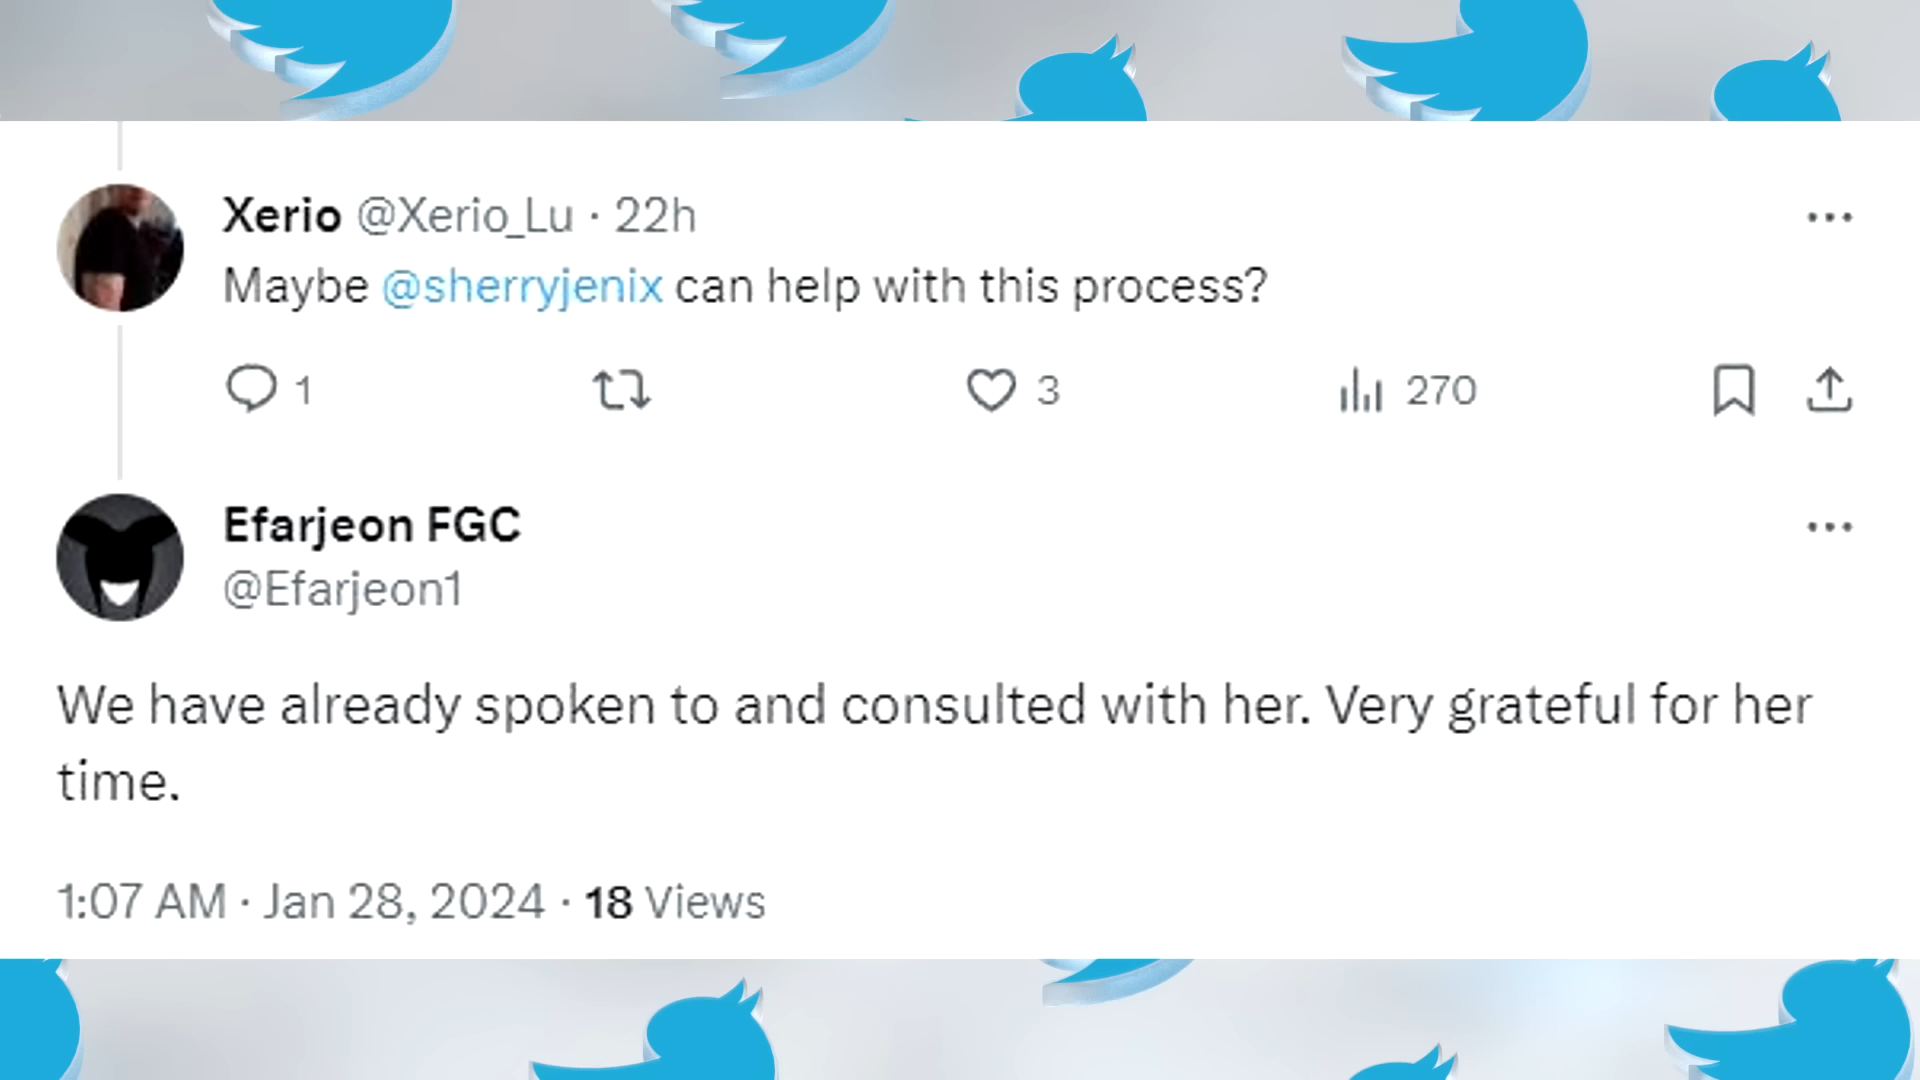 Xerio @Xerio_Lu · 22h
Maybe @sherryjenix can help with this process?
1 3 270
Efarjeon FGC
@Efarjeon1
We have already spoken to and consulted with her. Very grateful for her
time.
1:07 AM · Jan 28, 2024 · 18 Views